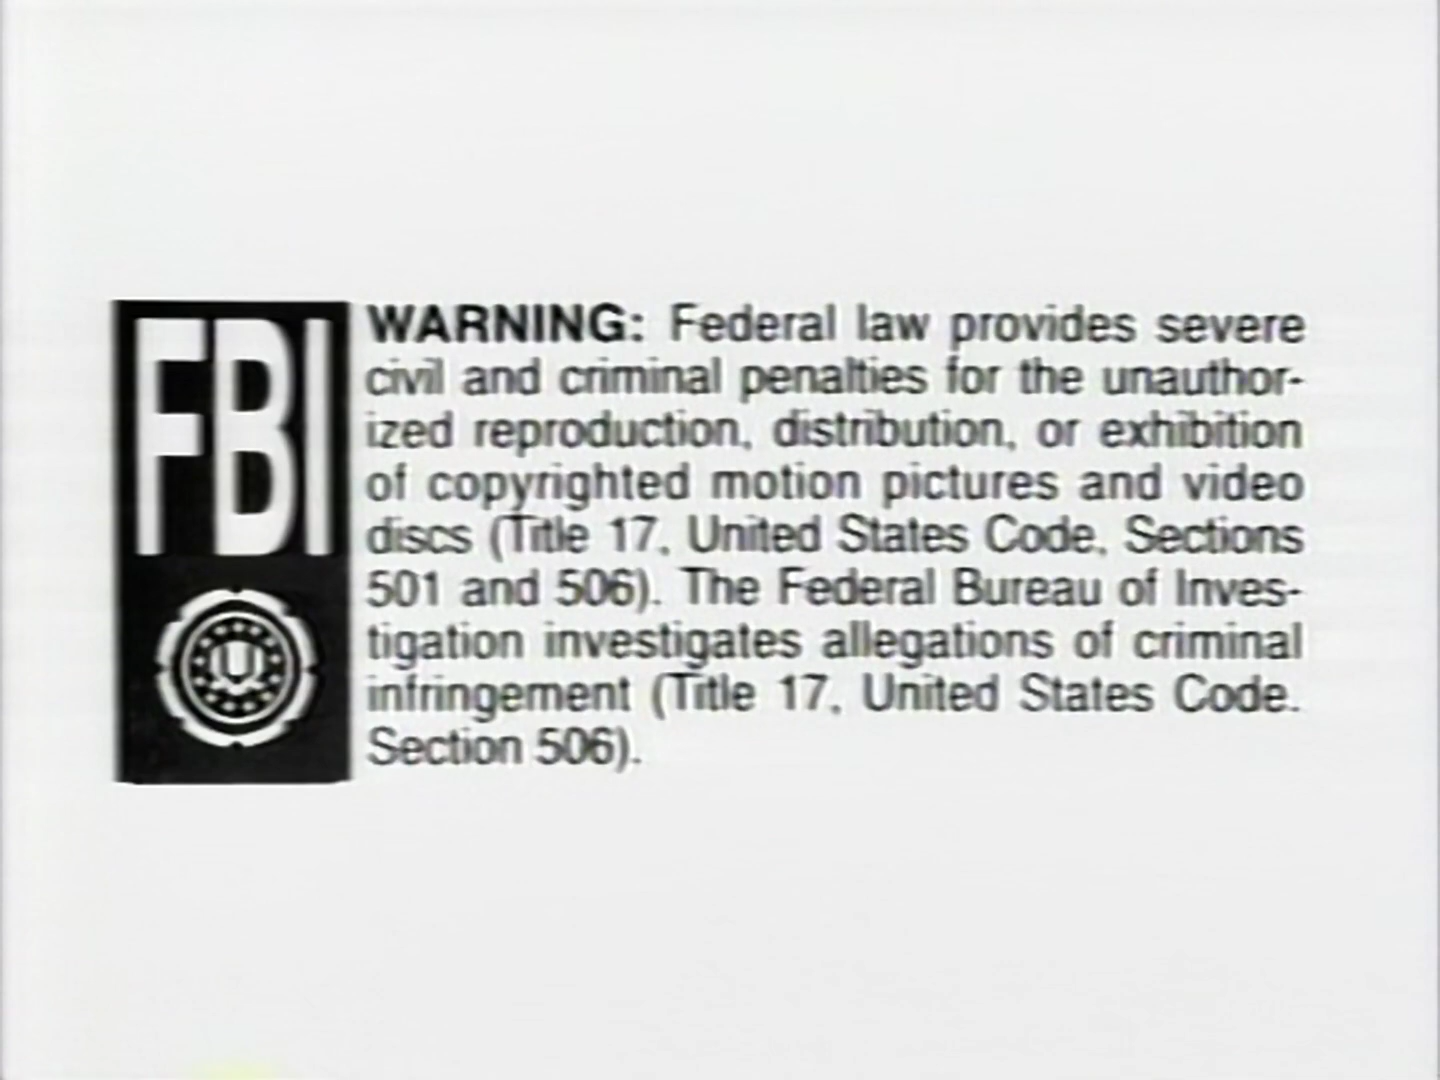 FBI
WARNING: Federal law provides severe
civil and criminal penalties for the unauthor-
ized reproduction, distribution, or exhibition
of copyrighted motion pictures and video
discs (Title 17, United States Code, Sections
501 and 506). The Federal Bureau of Inves-
tigation investigates allegations of criminal
infringement (Title 17, United States Code.
Section 506).